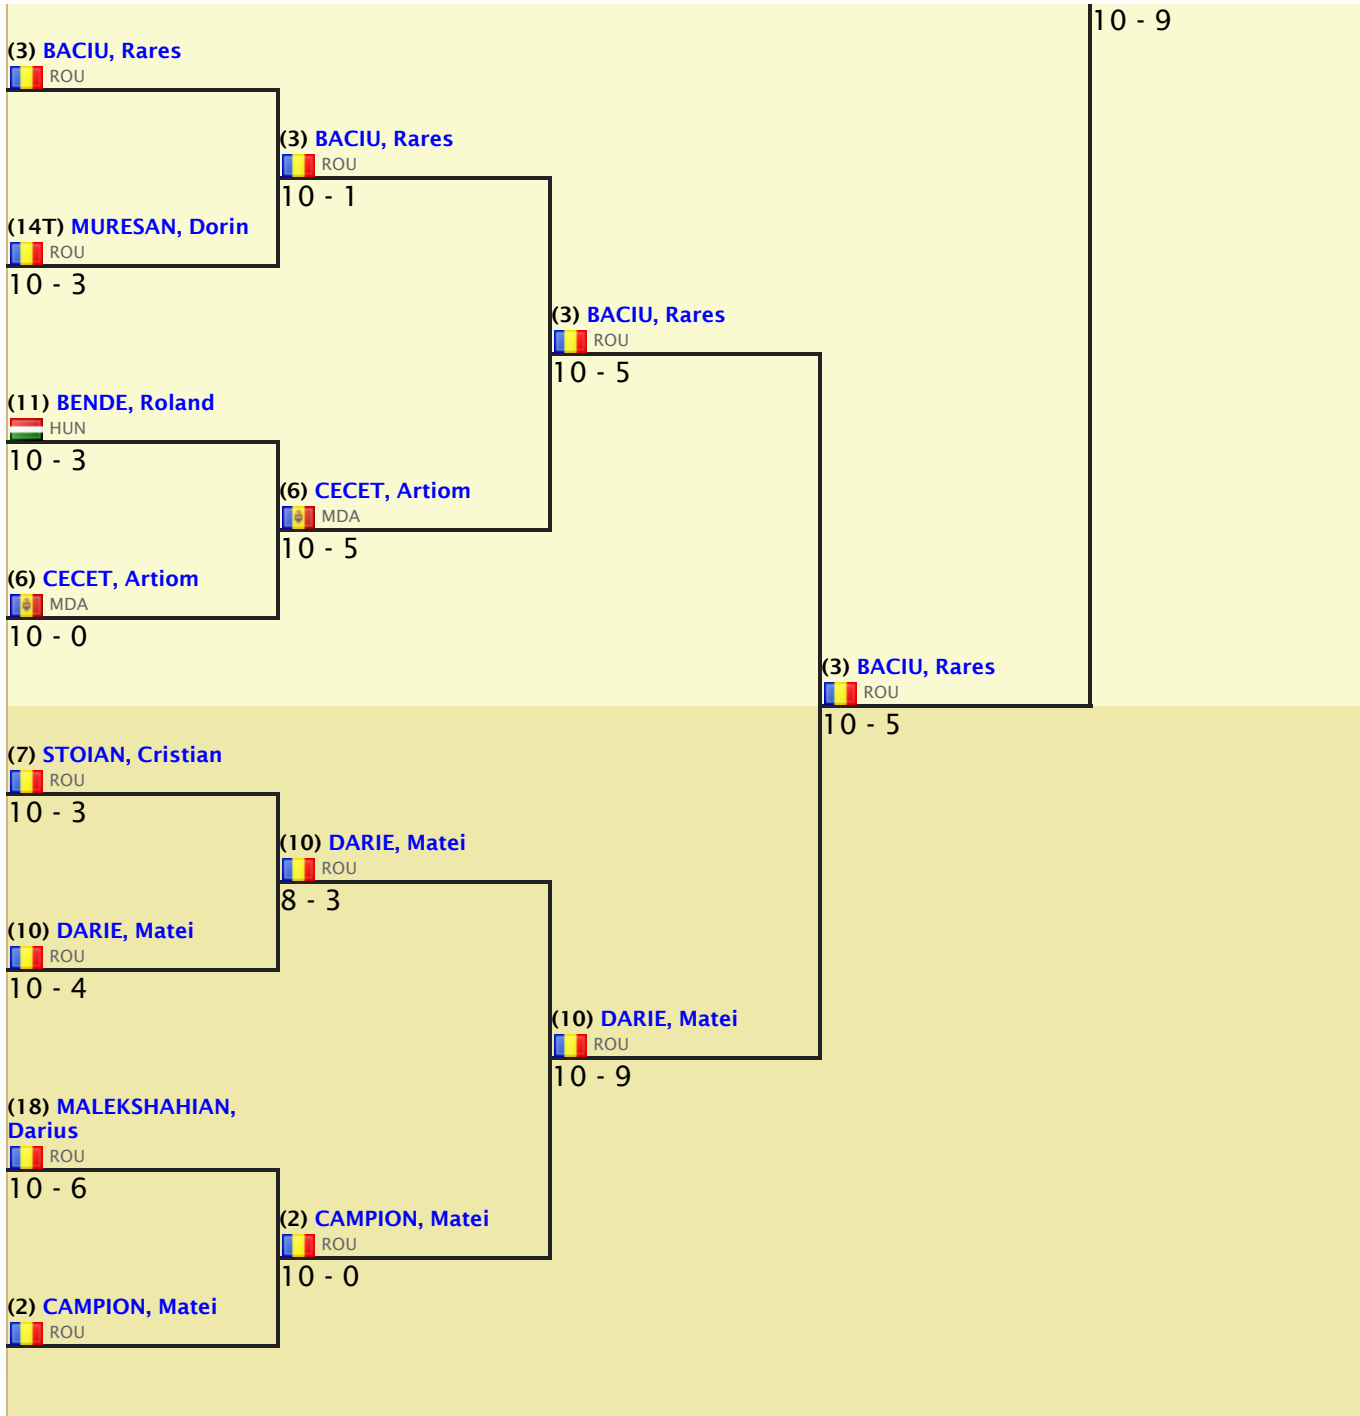 10 - 9
(3) BACIU, Rares
ROU
(3) BACIU, Rares
ROU
10 - 1
(14T) MURESAN, Dorin
ROU
10 - 3
(3) BACIU, Rares
ROU
10 - 5
(11) BENDE, Roland
HUN
10 - 3
(6) CECET, Artiom
MDA
10 - 5
(6) CECET, Artiom
MDA
10 - 0
(3) BACIU, Rares
ROU
10 - 5
(7) STOIAN, Cristian
ROU
10 - 3
(10) DARIE, Matei
ROU
8 - 3
(10) DARIE, Matei
ROU
10 - 4
(10) DARIE, Matei
ROU
10 - 9
(18) MALEKSHAHIAN,
Darius
ROU
10 - 6
(2) CAMPION, Matei
ROU
10 - 0
(2) CAMPION, Matei
ROU